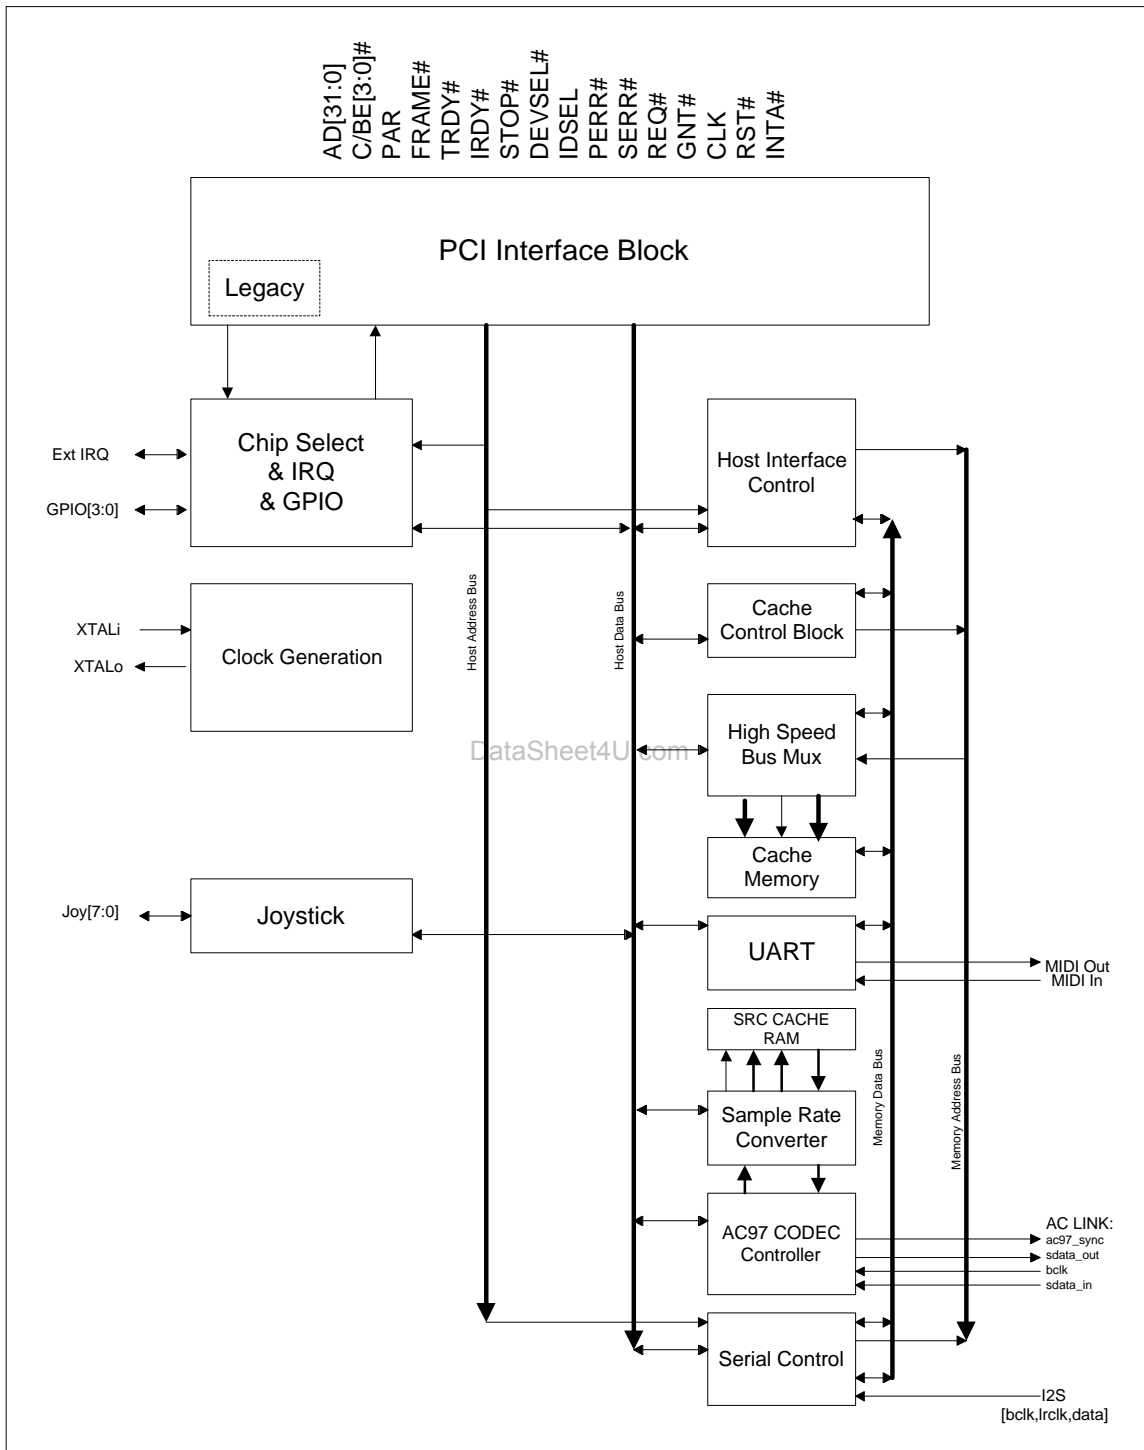 AD[31:0]
C/BE[3:0]#
PAR
FRAME#
TRDY#
IRDY#
STOP#
DEVSEL#
IDSEL
PERR#
SERR#
REQ#
GNT#
CLK
RST#
INTA#
PCI Interface Block
Legacy
Chip Select
& IRQ
& GPIO
Ext IRQ
GPIO[3:0]
Host Interface
Control
XTALi
XTALo
Clock Generation
Host Address Bus
Host Data Bus
Cache
Control Block
High Speed
Bus Mux
DataSheet4U.com
Cache
Memory
Joy[7:0]
Joystick
UART
MIDI Out
MIDI In
SRC CACHE
RAM
Memory Data Bus
Memory Address Bus
Sample Rate
Converter
AC97 CODEC
Controller
AC LINK:
ac97_sync
sdata_out
bclk
sdata_in
Serial Control
I2S
[bclk,lrclk,data]